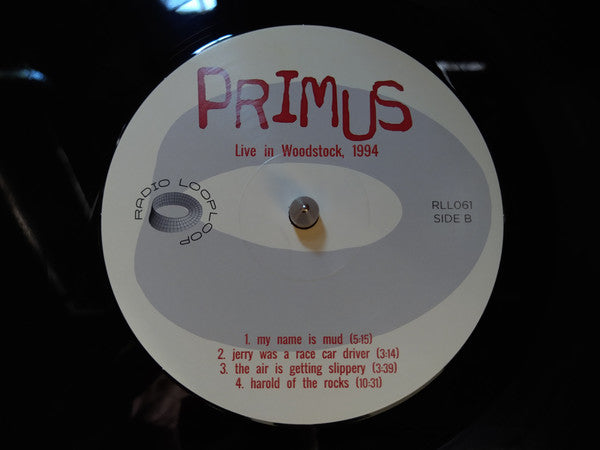 PRIMUS
Live in Woodstock, 1994
RADIO LOOPLOOP
RLL061
SIDE B
1. my name is mud (5:15)
2. jerry was a race car driver (3:14)
3. the air is getting slippery (3:39)
4. harold of the rocks (10:31)